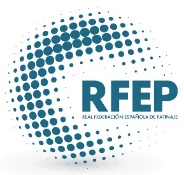 RFEP
REAL FEDERACIÓN ESPAÑOLA DE PATINAJE